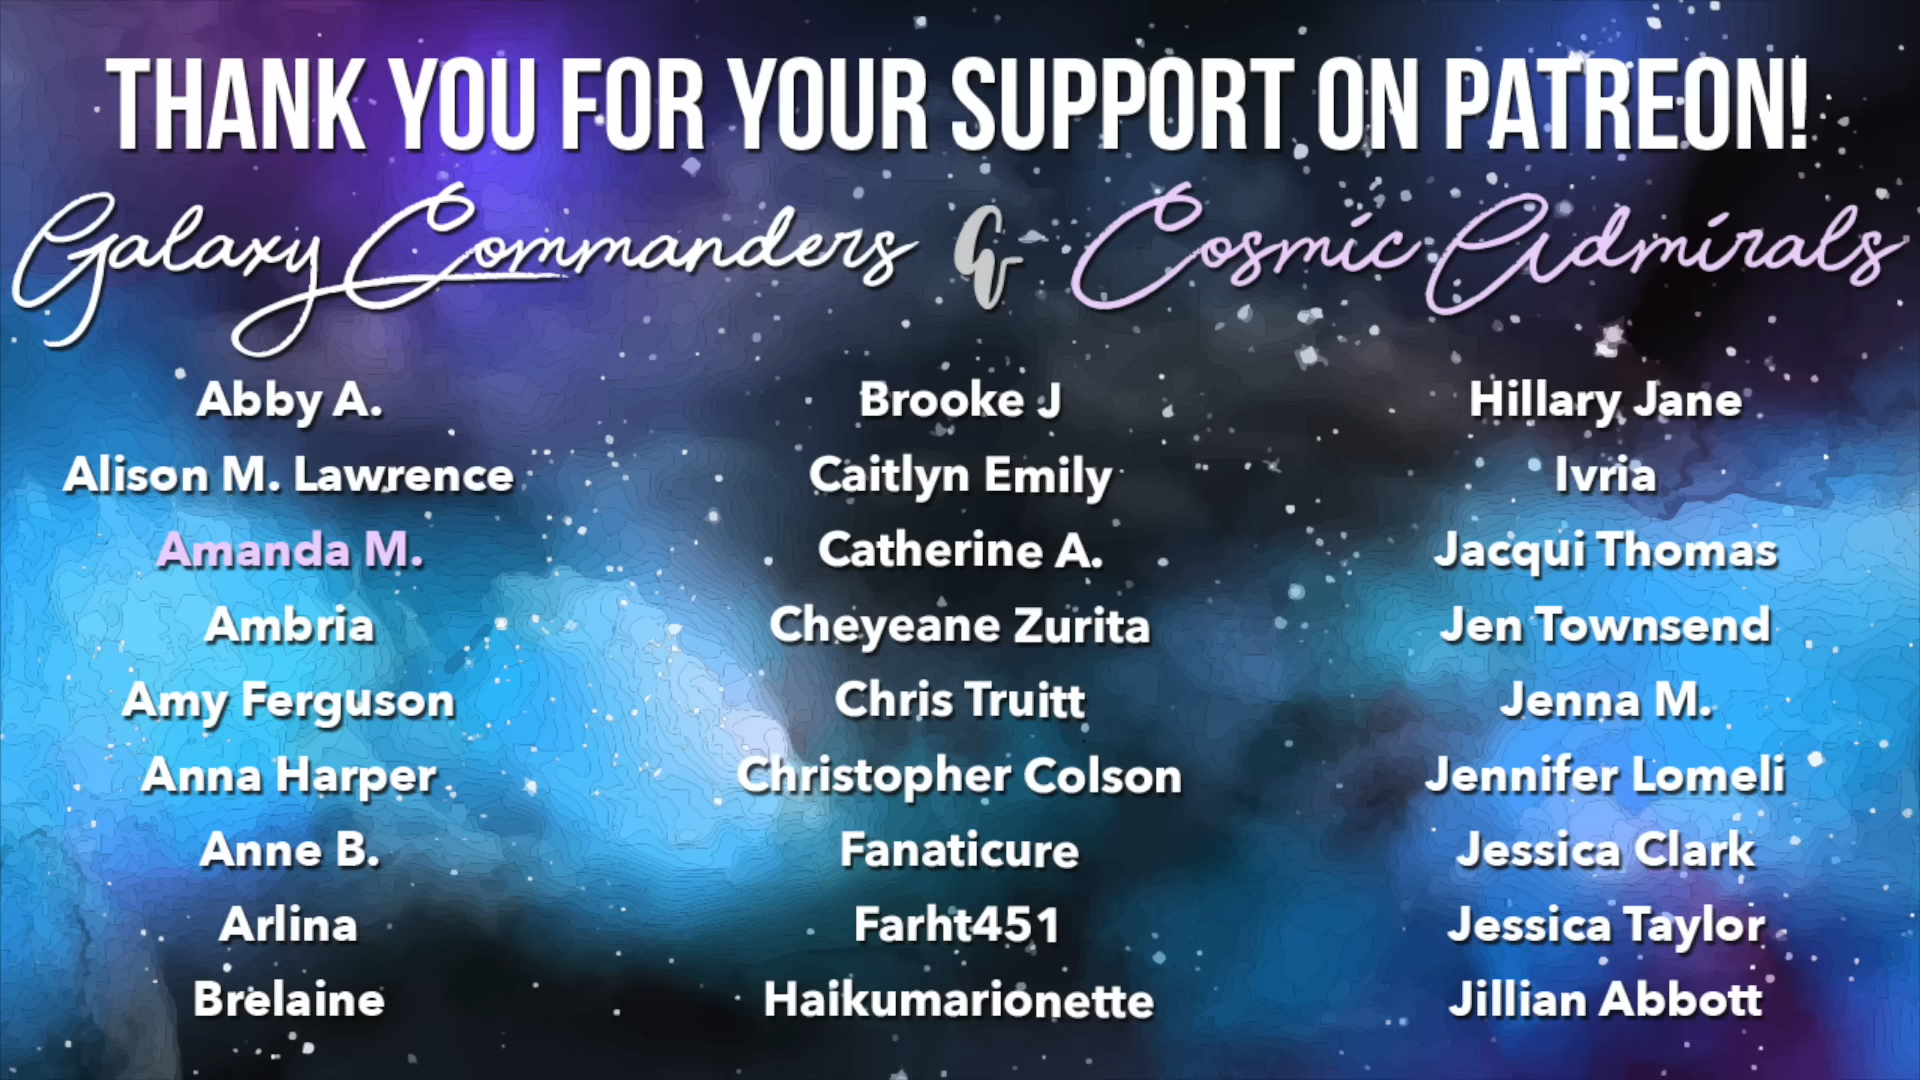 THANK YOU FOR YOUR SUPPORT ON PATREON!
Galaxy Commanders & Cosmic Admirals
Abby A.
Alison M. Lawrence
Amanda M.
Ambria
Amy Ferguson
Anna Harper
Anne B.
Arlina
Brelaine
Brooke J
Caitlyn Emily
Catherine A.
Cheyeane Zurita
Chris Truitt
Christopher Colson
Fanaticure
Farht451
Haikumarionette
Hillary Jane
Ivria
Jacqui Thomas
Jen Townsend
Jenna M.
Jennifer Lomeli
Jessica Clark
Jessica Taylor
Jillian Abbott